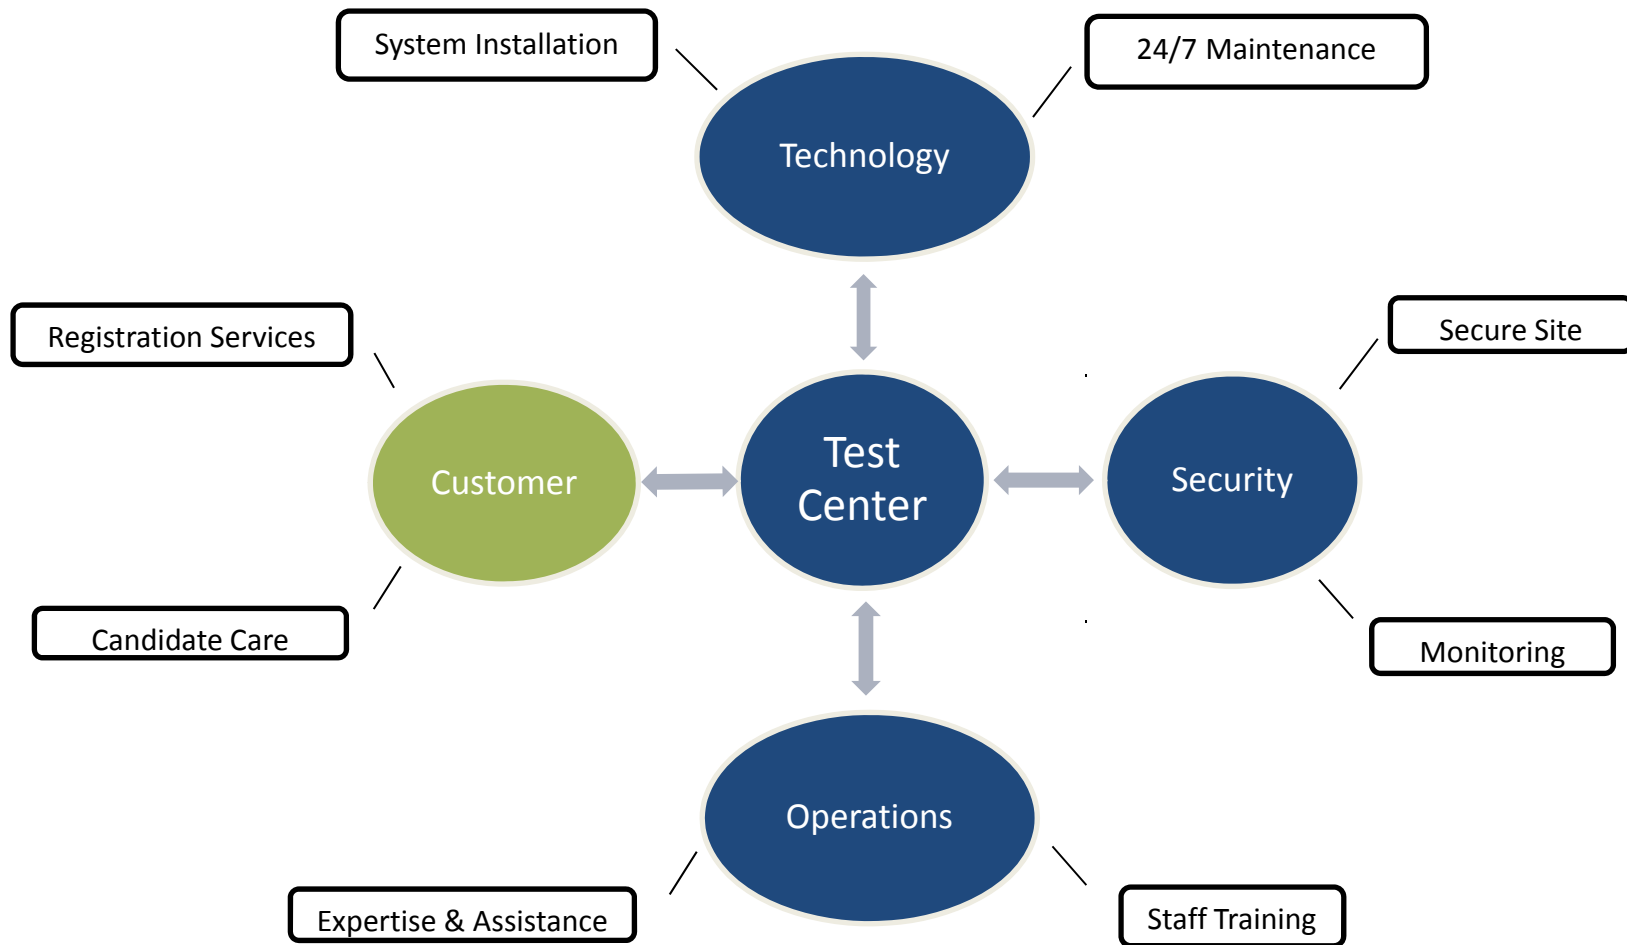 System Installation
24/7 Maintenance
Technology
Registration Services
Secure Site
Customer
Test
Center
Security
Candidate Care
Monitoring
Operations
Expertise & Assistance
Staff Training